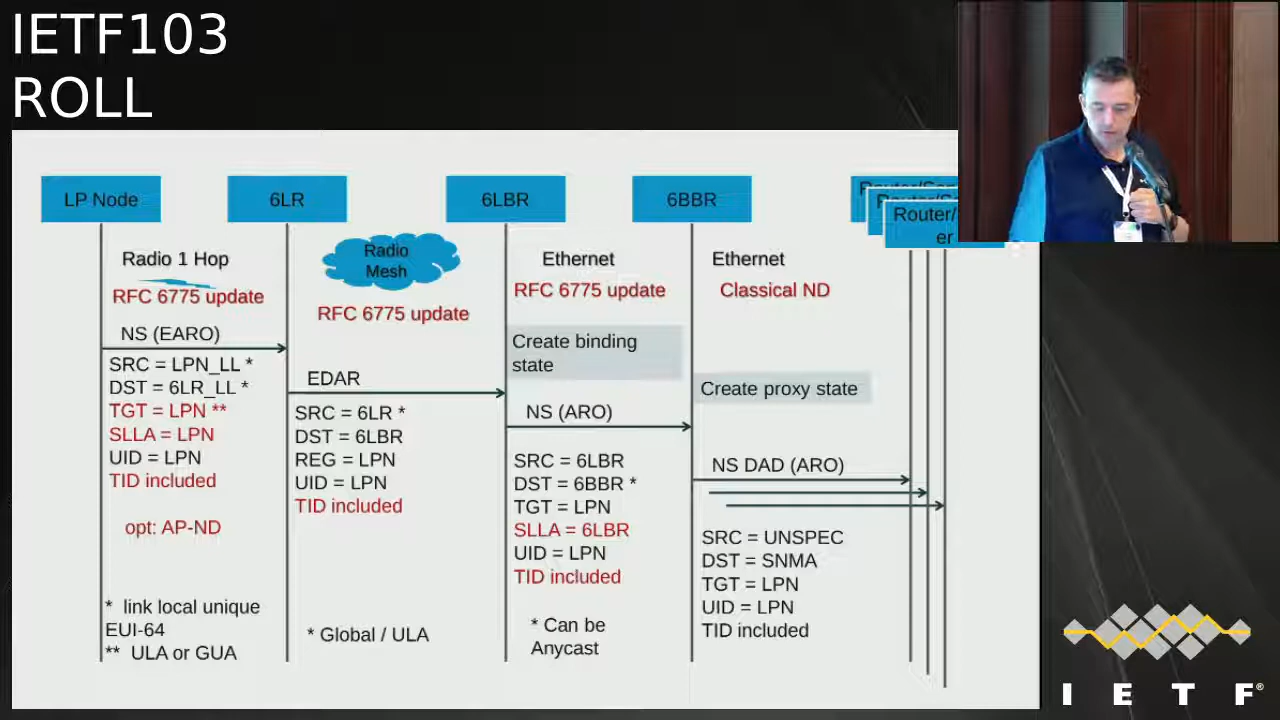 IETF103
ROLL
LP Node
6LR
6LBR
6BBR
Router/
er
Radio 1 Hop
Radio
Mesh
Ethernet
Ethernet
RFC 6775 update
RFC 6775 update
RFC 6775 update
Classical ND
NS (EARO)
SRC = LPN_LL *
DST = 6LR_LL *
TGT = LPN **
SLLA = LPN
UID = LPN
TID included
opt: AP-ND
* link local unique
EUI-64
** ULA or GUA
EDAR
SRC = 6LR *
DST = 6LBR
REG = LPN
UID = LPN
TID included
* Global / ULA
Create binding
state
NS (ARO)
SRC = 6LBR
DST = 6BBR *
TGT = LPN
SLLA = 6LBR
UID = LPN
TID included
* Can be
Anycast
Create proxy state
NS DAD (ARO)
SRC = UNSPEC
DST = SNMA
TGT = LPN
UID = LPN
TID included
I E T F®